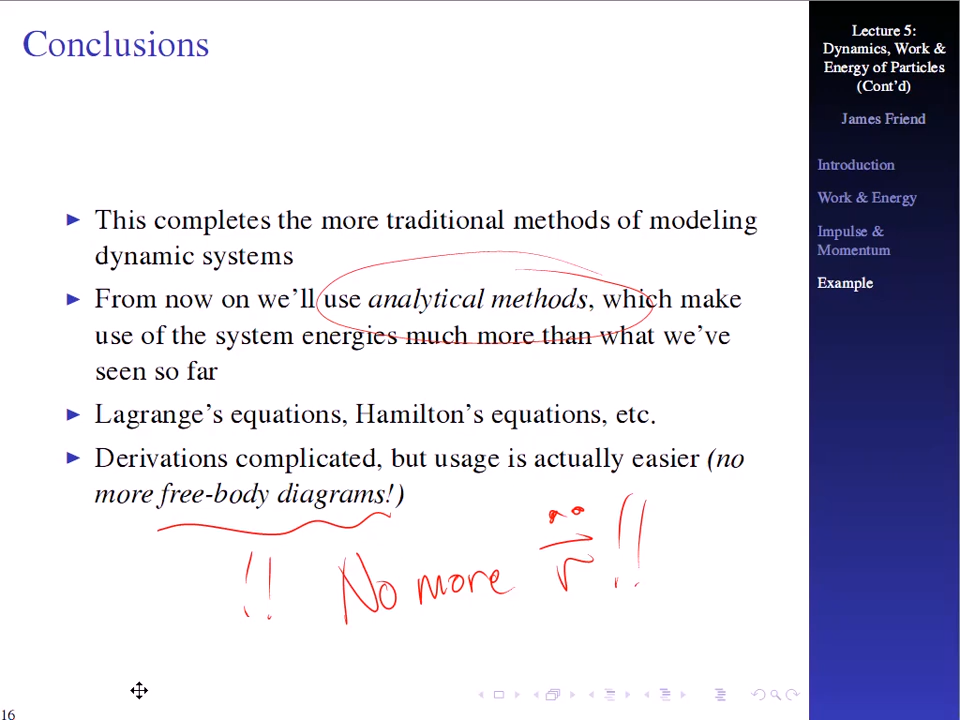 Conclusions
▶ This completes the more traditional methods of modeling
dynamic systems
▶ From now on we'll use analytical methods, which make
use of the system energies much more than what we've
seen so far
▶ Lagrange's equations, Hamilton's equations, etc.
▶ Derivations complicated, but usage is actually easier (no
more free-body diagrams!)
!! No more r⃗̈ !!
16
Lecture 5:
Dynamics, Work &
Energy of Particles
(Cont'd)
James Friend
Introduction
Work & Energy
Impulse &
Momentum
Example